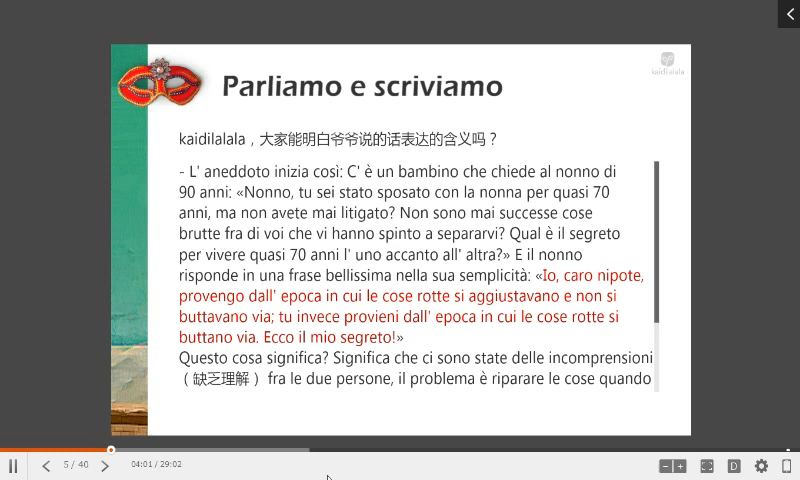 Parliamo e scriviamo
kaidilalala
kaidilalala，大家能明白爷爷说的话表达的含义吗？
- L' aneddoto inizia così: C' è un bambino che chiede al nonno di
90 anni: «Nonno, tu sei stato sposato con la nonna per quasi 70
anni, ma non avete mai litigato? Non sono mai successe cose
brutte fra di voi che vi hanno spinto a separarvi? Qual è il segreto
per vivere quasi 70 anni l' uno accanto all' altra?» E il nonno
risponde in una frase bellissima nella sua semplicità: «Io, caro nipote,
provengo dall' epoca in cui le cose rotte si aggiustavano e non si
buttavano via; tu invece provieni dall' epoca in cui le cose rotte si
buttano via. Ecco il mio segreto!»
Questo cosa significa? Significa che ci sono state delle incomprensioni
（缺乏理解） fra le due persone, il problema è riparare le cose quando
5 / 40
04:01 / 29:02
D